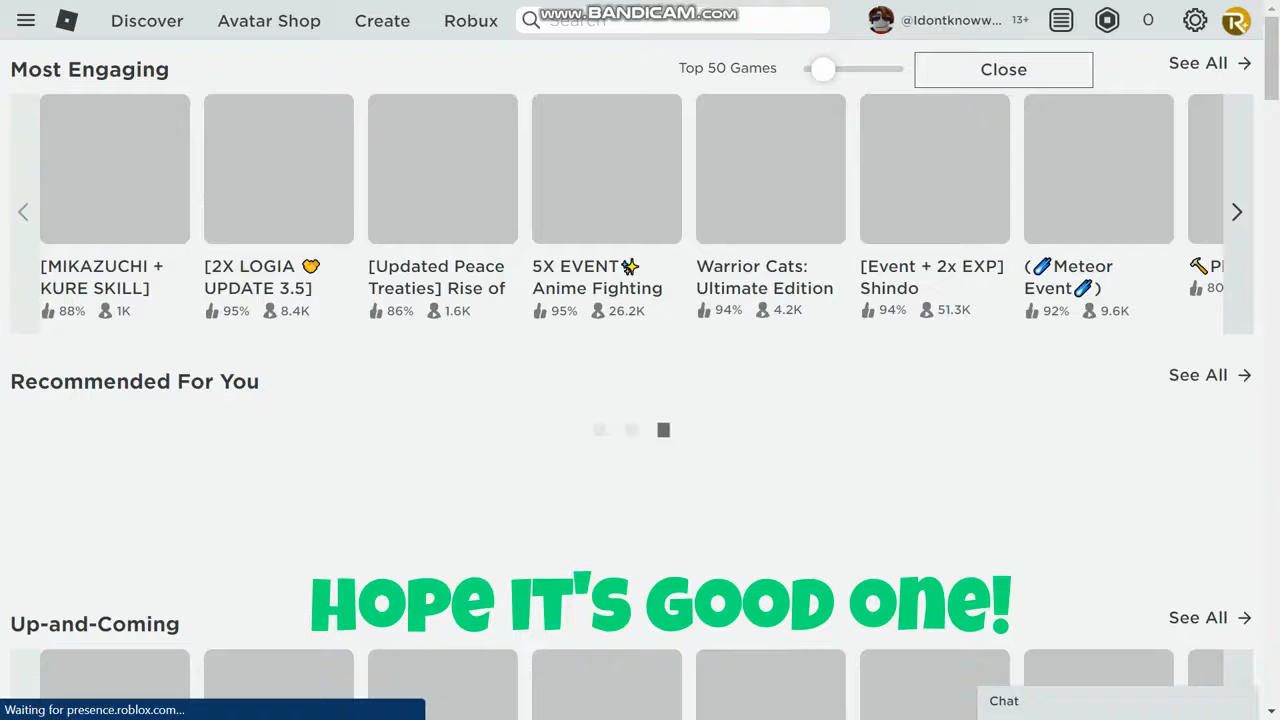 Discover Avatar Shop Create Robux Search www.BANDICAM.com @Idontknoww... 13+ 0
Most Engaging Top 50 Games Close See All →
[MIKAZUCHI +
KURE SKILL]
88% 1K
[2X LOGIA
UPDATE 3.5]
95% 8.4K
[Updated Peace
Treaties] Rise of
86% 1.6K
5X EVENT✨
Anime Fighting
95% 26.2K
Warrior Cats:
Ultimate Edition
94% 4.2K
[Event + 2x EXP]
Shindo
94% 51.3K
(Meteor
Event)
92% 9.6K
🔨P
80
Recommended For You See All →
HOPE IT'S GOOD ONE!
Up-and-Coming See All →
Waiting for presence.roblox.com...
Chat